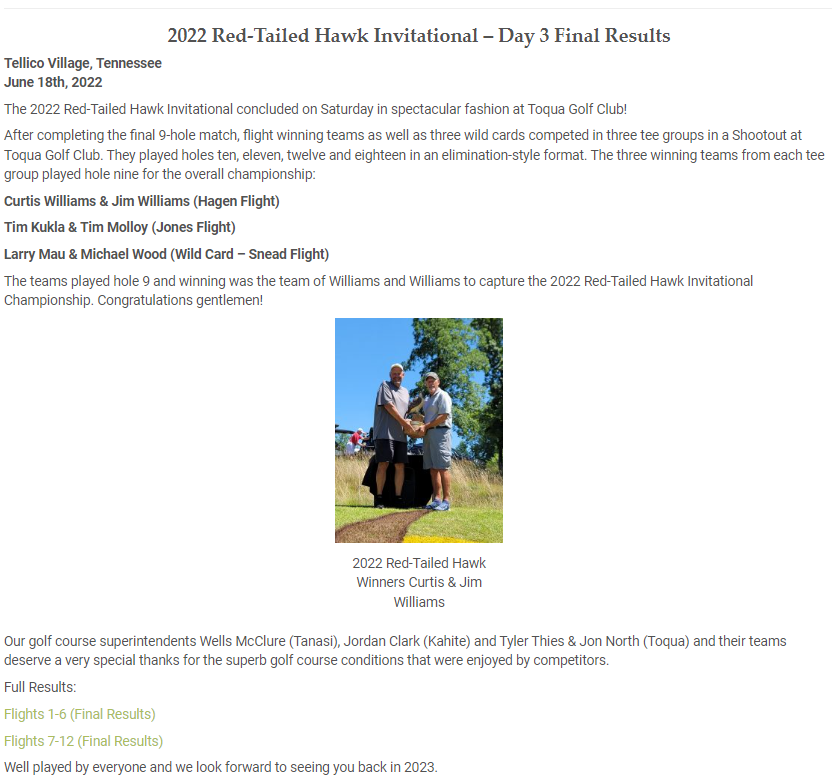 2022 Red-Tailed Hawk Invitational – Day 3 Final Results
Tellico Village, Tennessee
June 18th, 2022
The 2022 Red-Tailed Hawk Invitational concluded on Saturday in spectacular fashion at Toqua Golf Club!
After completing the final 9-hole match, flight winning teams as well as three wild cards competed in three tee groups in a Shootout at
Toqua Golf Club. They played holes ten, eleven, twelve and eighteen in an elimination-style format. The three winning teams from each tee
group played hole nine for the overall championship:
Curtis Williams & Jim Williams (Hagen Flight)
Tim Kukla & Tim Molloy (Jones Flight)
Larry Mau & Michael Wood (Wild Card – Snead Flight)
The teams played hole 9 and winning was the team of Williams and Williams to capture the 2022 Red-Tailed Hawk Invitational
Championship. Congratulations gentlemen!
2022 Red-Tailed Hawk
Winners Curtis & Jim
Williams
Our golf course superintendents Wells McClure (Tanasi), Jordan Clark (Kahite) and Tyler Thies & Jon North (Toqua) and their teams
deserve a very special thanks for the superb golf course conditions that were enjoyed by competitors.
Full Results:
Flights 1-6 (Final Results)
Flights 7-12 (Final Results)
Well played by everyone and we look forward to seeing you back in 2023.